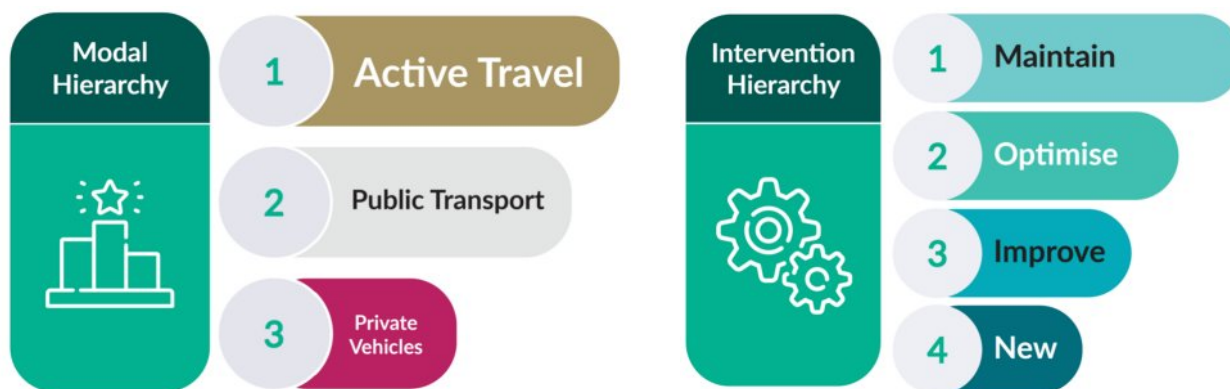 Modal
Hierarchy
1
Active Travel
2
Public Transport
3
Private
Vehicles
Intervention
Hierarchy
1
Maintain
2
Optimise
3
Improve
4
New